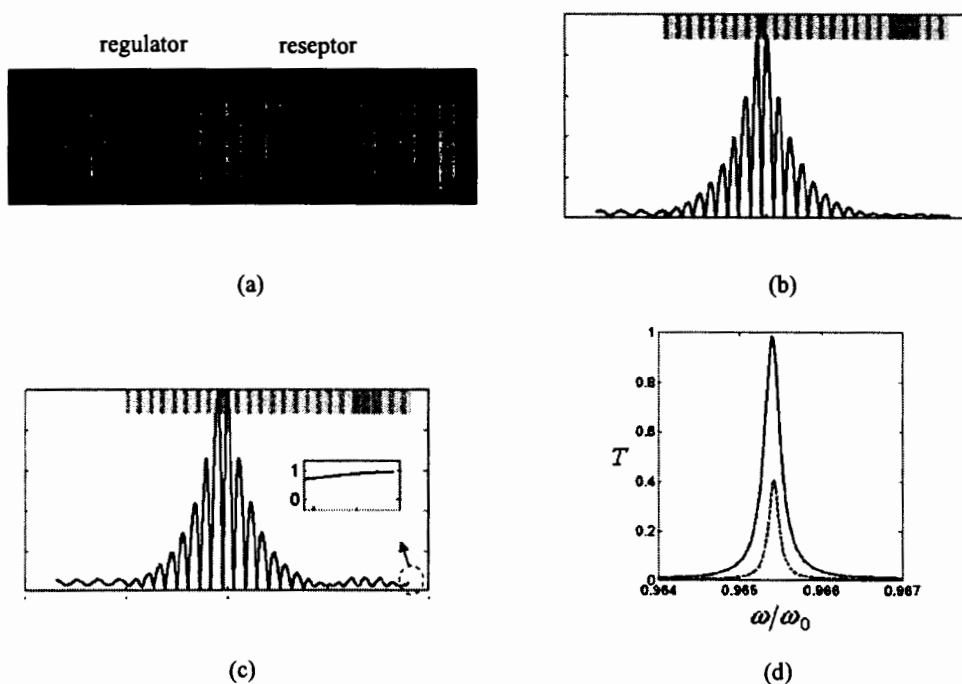 regulator reseptor
(a)
(b)
1
0
(c)
1
0.8
0.6
T
0.4
0.2
0
0.964 0.965 0.966 0.967
ω/ω0
(d)